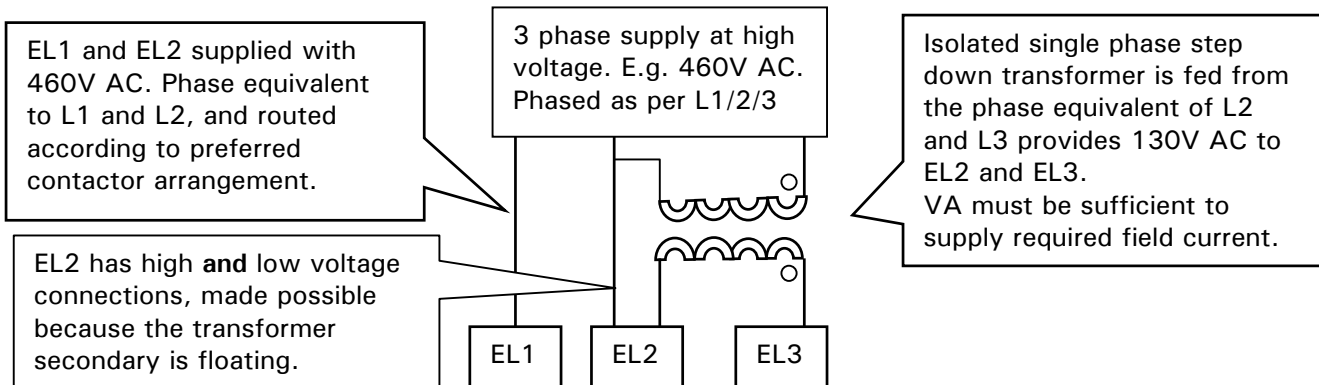 EL1 and EL2 supplied with
460V AC. Phase equivalent
to L1 and L2, and routed
according to preferred
contactor arrangement.
3 phase supply at high
voltage. E.g. 460V AC.
Phased as per L1/2/3
Isolated single phase step
down transformer is fed from
the phase equivalent of L2
and L3 provides 130V AC to
EL2 and EL3.
VA must be sufficient to
supply required field current.
EL2 has high and low voltage
connections, made possible
because the transformer
secondary is floating.
EL1
EL2
EL3